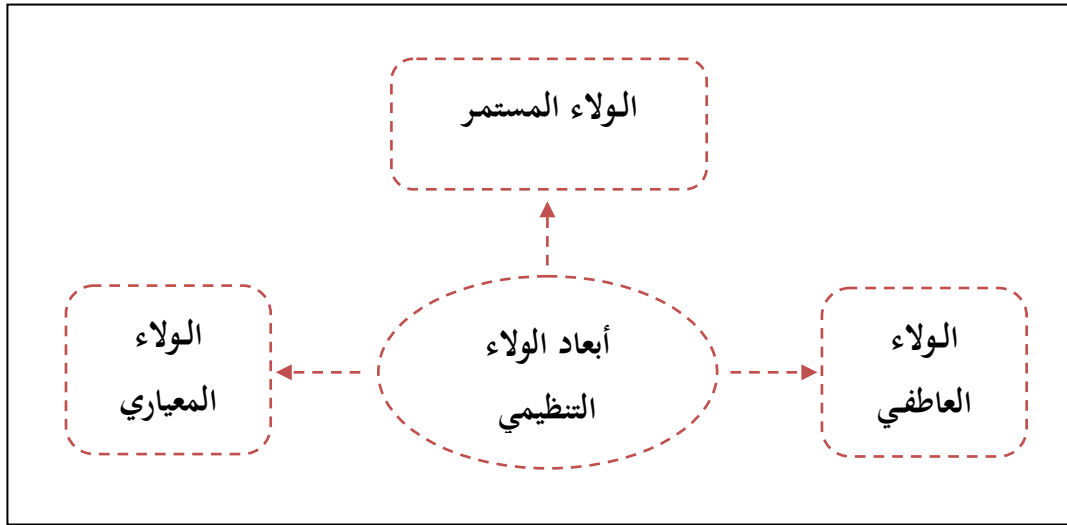 الولاء المستمر
الولاء
العاطفي
أبعاد الولاء
التنظيمي
الولاء
المعياري